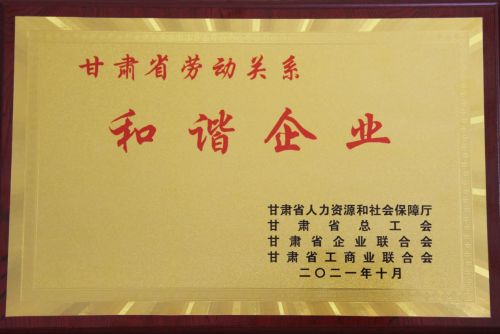 甘肃省劳动关系
和谐企业
甘肃省人力资源和社会保障厅
甘肃省总工会
甘肃省企业联合会
甘肃省工商业联合会
二〇二一年十月